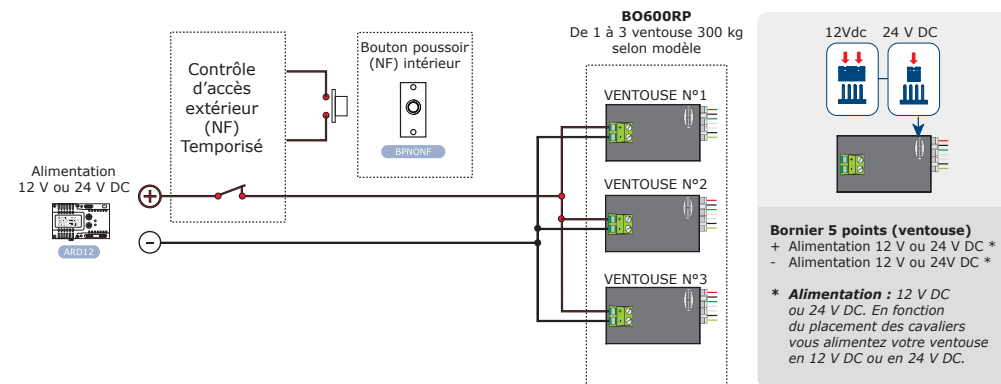 BO600RP
De 1 à 3 ventouse 300 kg
selon modèle
Contrôle
d'accès
extérieur
(NF)
Temporisé
Bouton poussoir
(NF) intérieur
BPNONF
Alimentation
12 V ou 24 V DC
ARD12
+
-
VENTOUSE N°1
VENTOUSE N°2
VENTOUSE N°3
12Vdc
24 V DC
Bornier 5 points (ventouse)
+ Alimentation 12 V ou 24 V DC *
- Alimentation 12 V ou 24V DC *
* Alimentation : 12 V DC
ou 24 V DC. En fonction
du placement des cavaliers
vous alimentez votre ventouse
en 12 V DC ou en 24 V DC.